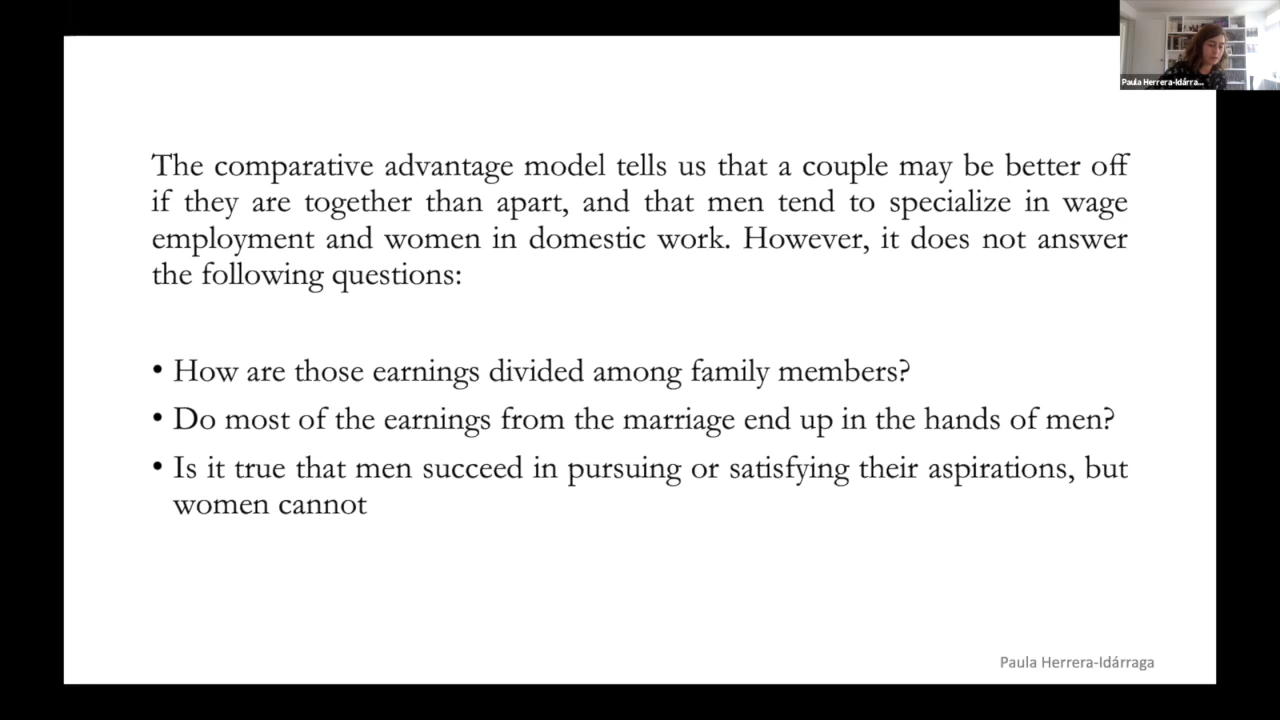 Paula Herrera-Idárra...
The comparative advantage model tells us that a couple may be better off
if they are together than apart, and that men tend to specialize in wage
employment and women in domestic work. However, it does not answer
the following questions:
• How are those earnings divided among family members?
• Do most of the earnings from the marriage end up in the hands of men?
• Is it true that men succeed in pursuing or satisfying their aspirations, but
women cannot
Paula Herrera-Idárraga